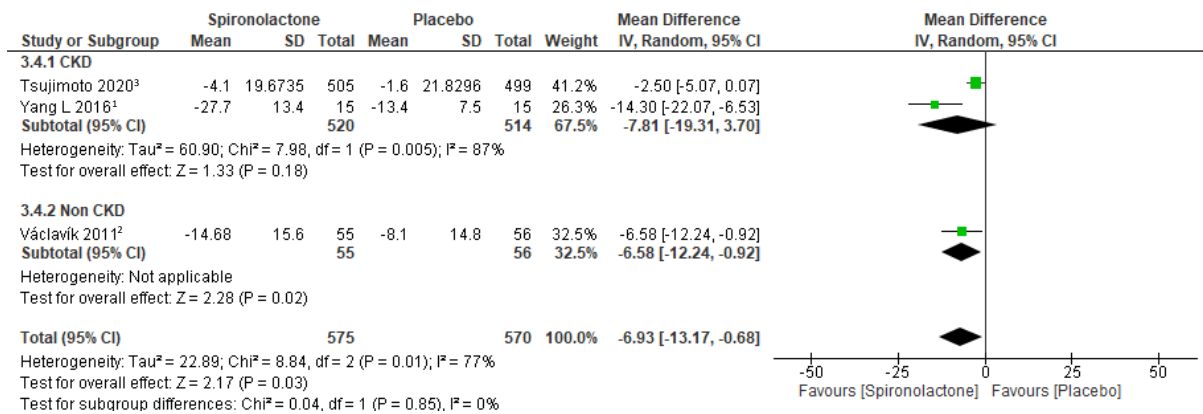 Spironolactone Placebo Mean Difference Mean Difference
Study or Subgroup Mean SD Total Mean SD Total Weight IV, Random, 95% CI IV, Random, 95% CI
3.4.1 CKD
Tsujimoto 2020³ -4.1 19.6735 505 -1.6 21.8296 499 41.2% -2.50 [-5.07, 0.07]
Yang L 2016¹ -27.7 13.4 15 -13.4 7.5 15 26.3% -14.30 [-22.07, -6.53]
Subtotal (95% CI) 520 514 67.5% -7.81 [-19.31, 3.70]
Heterogeneity: Tau² = 60.90; Chi² = 7.98, df = 1 (P = 0.005); I² = 87%
Test for overall effect: Z = 1.33 (P = 0.18)
3.4.2 Non CKD
Václavík 2011² -14.68 15.6 55 -8.1 14.8 56 32.5% -6.58 [-12.24, -0.92]
Subtotal (95% CI) 55 56 32.5% -6.58 [-12.24, -0.92]
Heterogeneity: Not applicable
Test for overall effect: Z = 2.28 (P = 0.02)
Total (95% CI) 575 570 100.0% -6.93 [-13.17, -0.68]
Heterogeneity: Tau² = 22.89; Chi² = 8.84, df = 2 (P = 0.01); I² = 77%
Test for overall effect: Z = 2.17 (P = 0.03)
Test for subgroup differences: Chi² = 0.04, df = 1 (P = 0.85), I² = 0%
-50 -25 0 25 50
Favours [Spironolactone] Favours [Placebo]